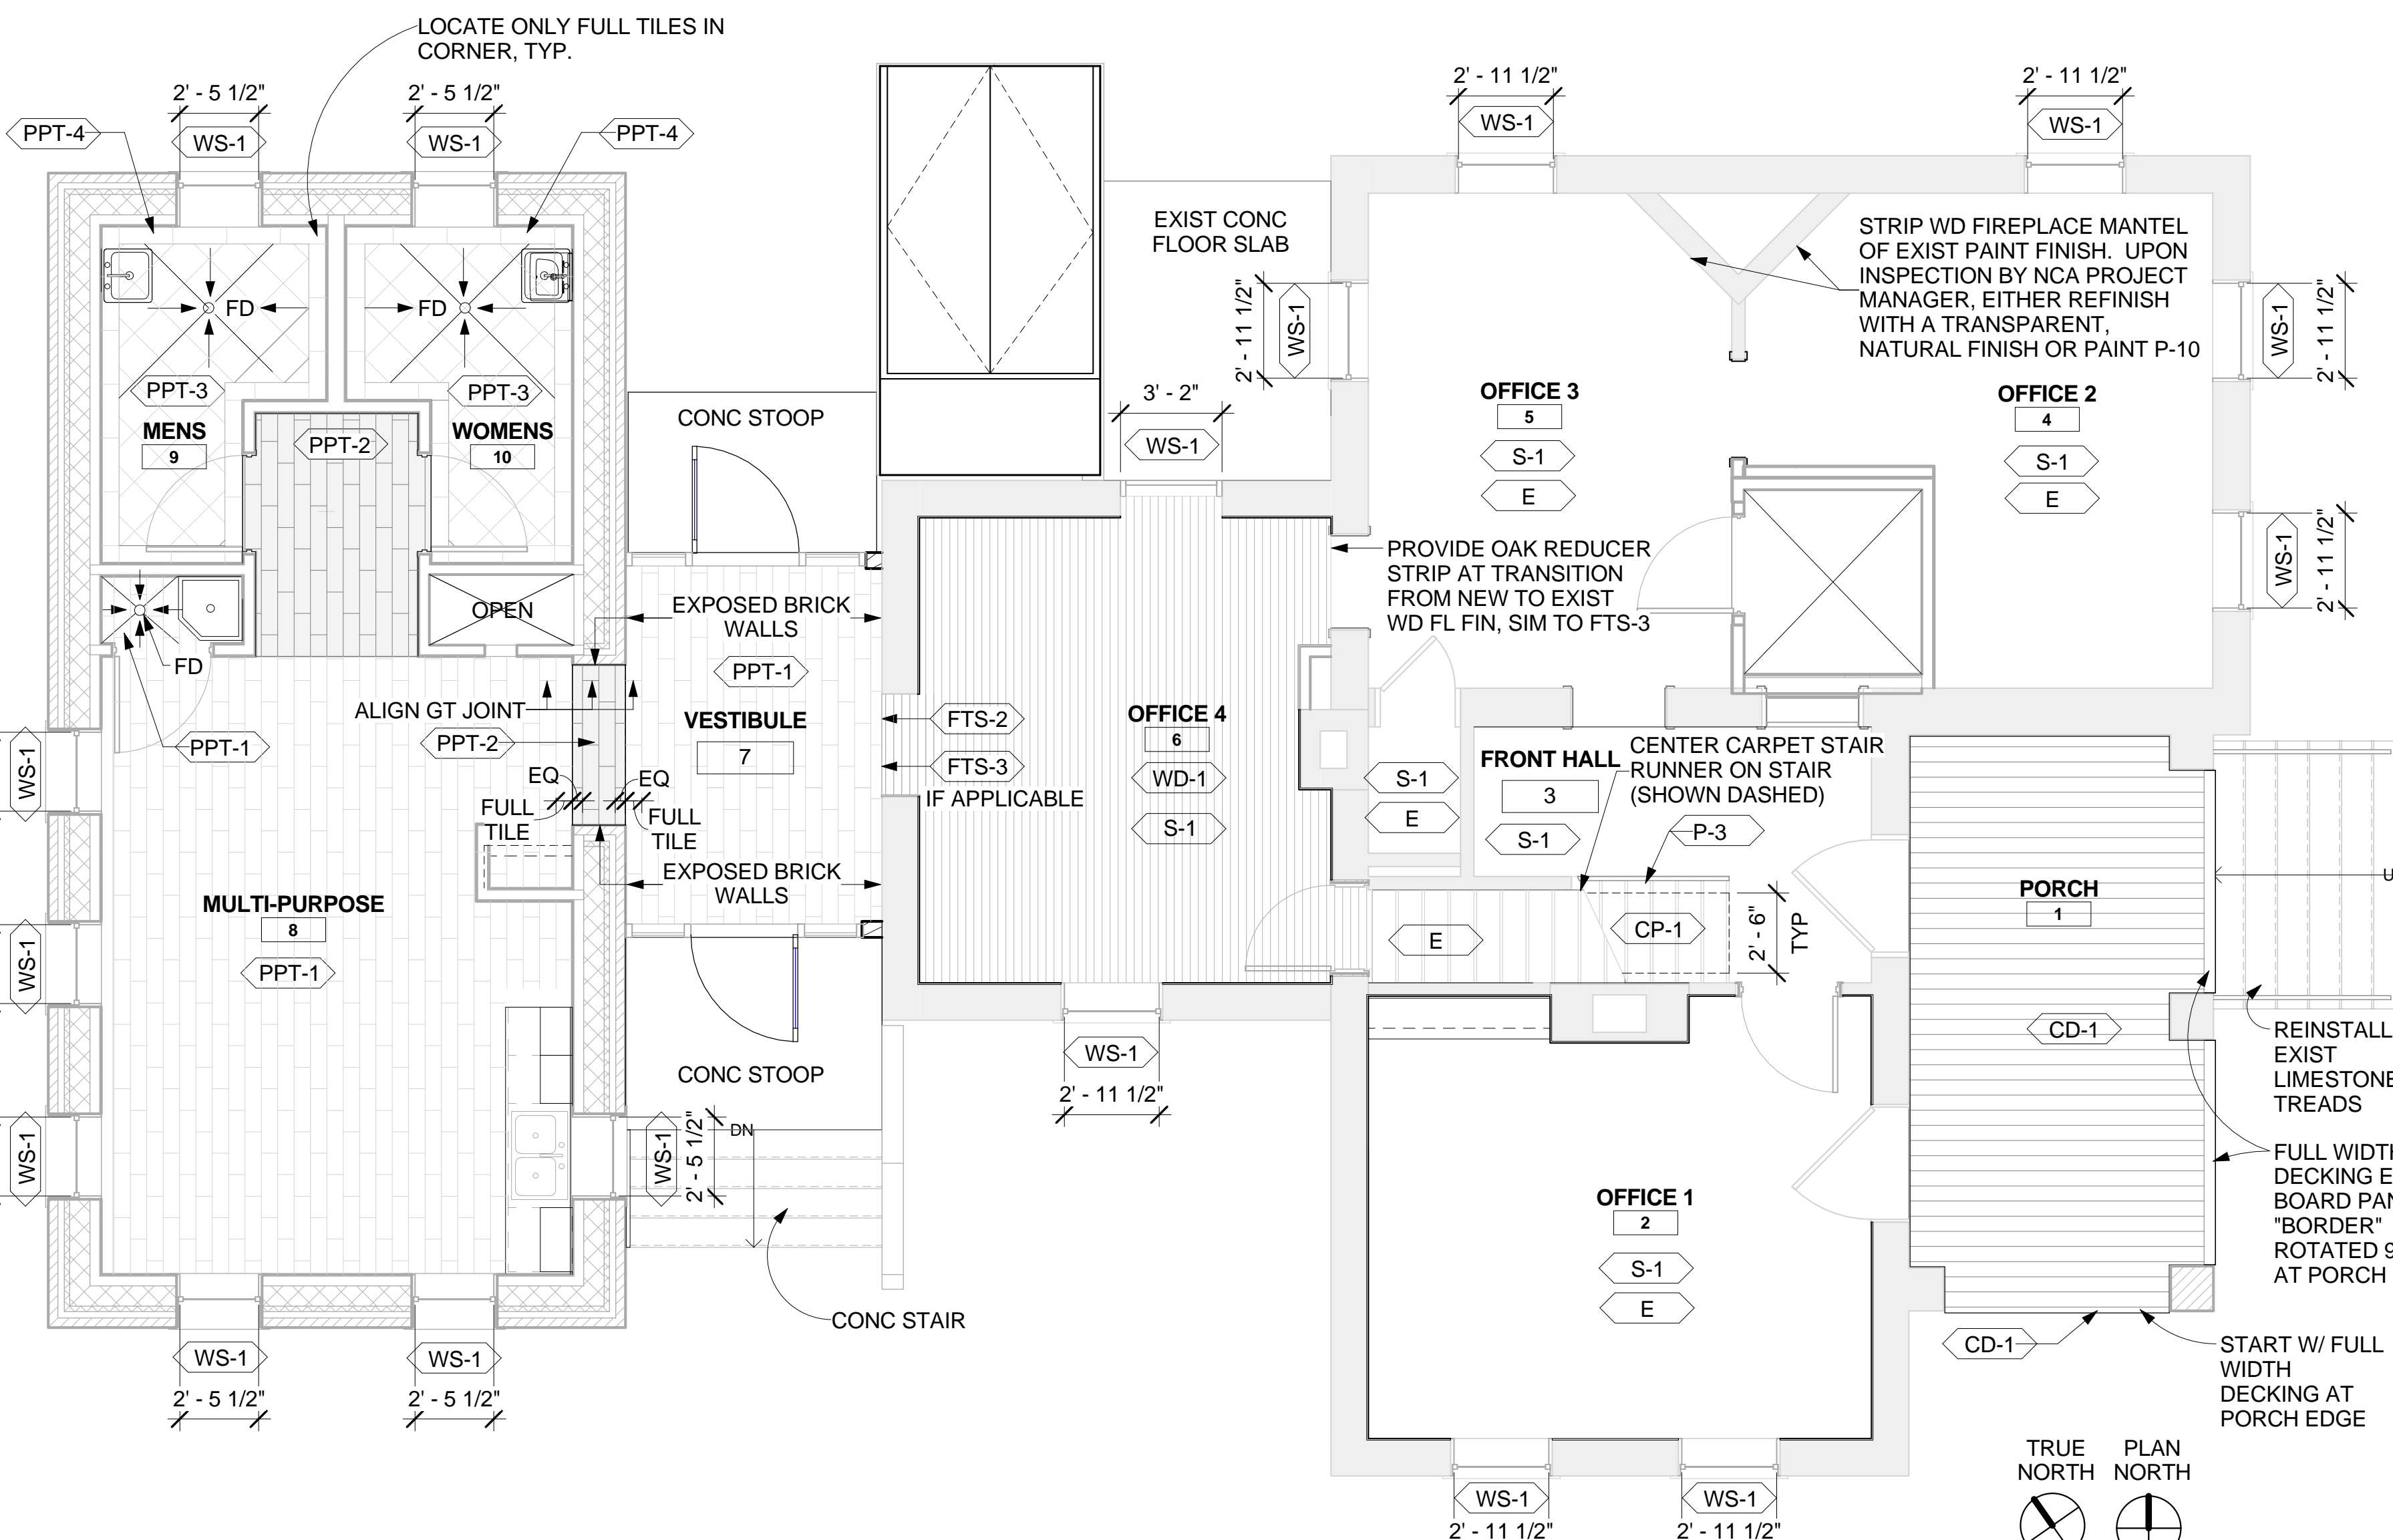 LOCATE ONLY FULL TILES IN
CORNER, TYP.
2' - 5 1/2"
2' - 5 1/2"
2' - 11 1/2"
2' - 11 1/2"
PPT-4
WS-1
WS-1
PPT-4
WS-1
WS-1
EXIST CONC
FLOOR SLAB
STRIP WD FIREPLACE MANTEL
OF EXIST PAINT FINISH. UPON
INSPECTION BY NCA PROJECT
MANAGER, EITHER REFINISH
WITH A TRANSPARENT,
NATURAL FINISH OR PAINT P-10
FD
FD
2' - 11 1/2"
WS-1
WS-1
2' - 11 1/2"
PPT-3
PPT-3
MENS
9
WOMENS
10
PPT-2
CONC STOOP
3' - 2"
WS-1
OFFICE 3
5
S-1
E
OFFICE 2
4
S-1
E
WS-1
2' - 11 1/2"
PROVIDE OAK REDUCER
STRIP AT TRANSITION
FROM NEW TO EXIST
WD FL FIN, SIM TO FTS-3
OPEN
FD
EXPOSED BRICK
WALLS
PPT-1
ALIGN GT JOINT
VESTIBULE
7
PPT-1
PPT-2
FTS-2
FTS-3
IF APPLICABLE
OFFICE 4
6
WD-1
S-1
EQ
EQ
FULL
TILE
FULL
TILE
WS-1
S-1
E
FRONT HALL
3
S-1
CENTER CARPET STAIR
RUNNER ON STAIR
(SHOWN DASHED)
P-3
EXPOSED BRICK
WALLS
MULTI-PURPOSE
8
PPT-1
WS-1
E
CP-1
2' - 6"
TYP
PORCH
1
U
CD-1
REINSTALL
EXIST
LIMESTONE
TREADS
CONC STOOP
WS-1
2' - 11 1/2"
WS-1
WS-1
2' - 5 1/2"
DN
FULL WIDTH
DECKING E
BOARD PAN
"BORDER"
ROTATED 9
AT PORCH
OFFICE 1
2
S-1
E
CONC STAIR
CD-1
START W/ FULL
WIDTH
DECKING AT
PORCH EDGE
WS-1
WS-1
2' - 5 1/2"
2' - 5 1/2"
TRUE
NORTH
PLAN
NORTH
WS-1
WS-1
2' - 11 1/2"
2' - 11 1/2"